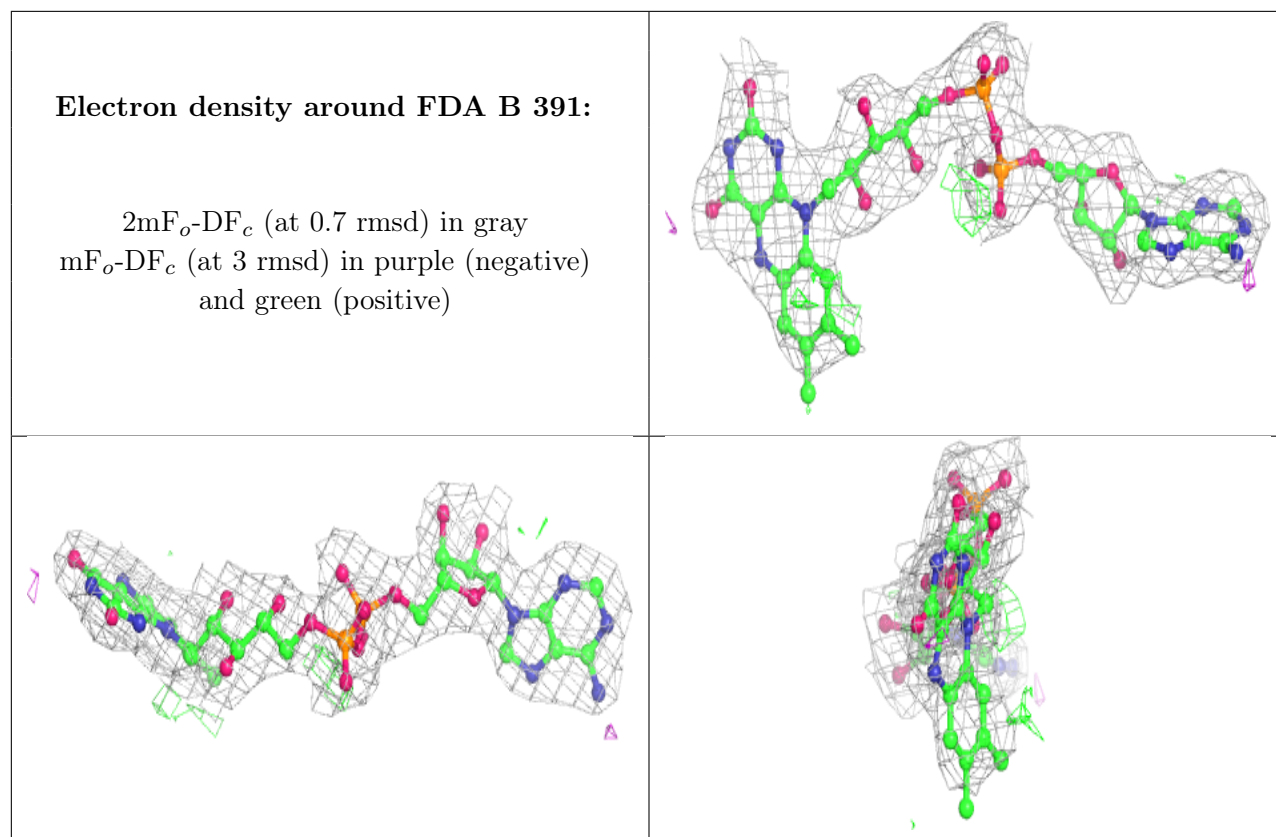 Electron density around FDA B 391:
2mFₒ-DF𝒸 (at 0.7 rmsd) in gray
mFₒ-DF𝒸 (at 3 rmsd) in purple (negative)
and green (positive)